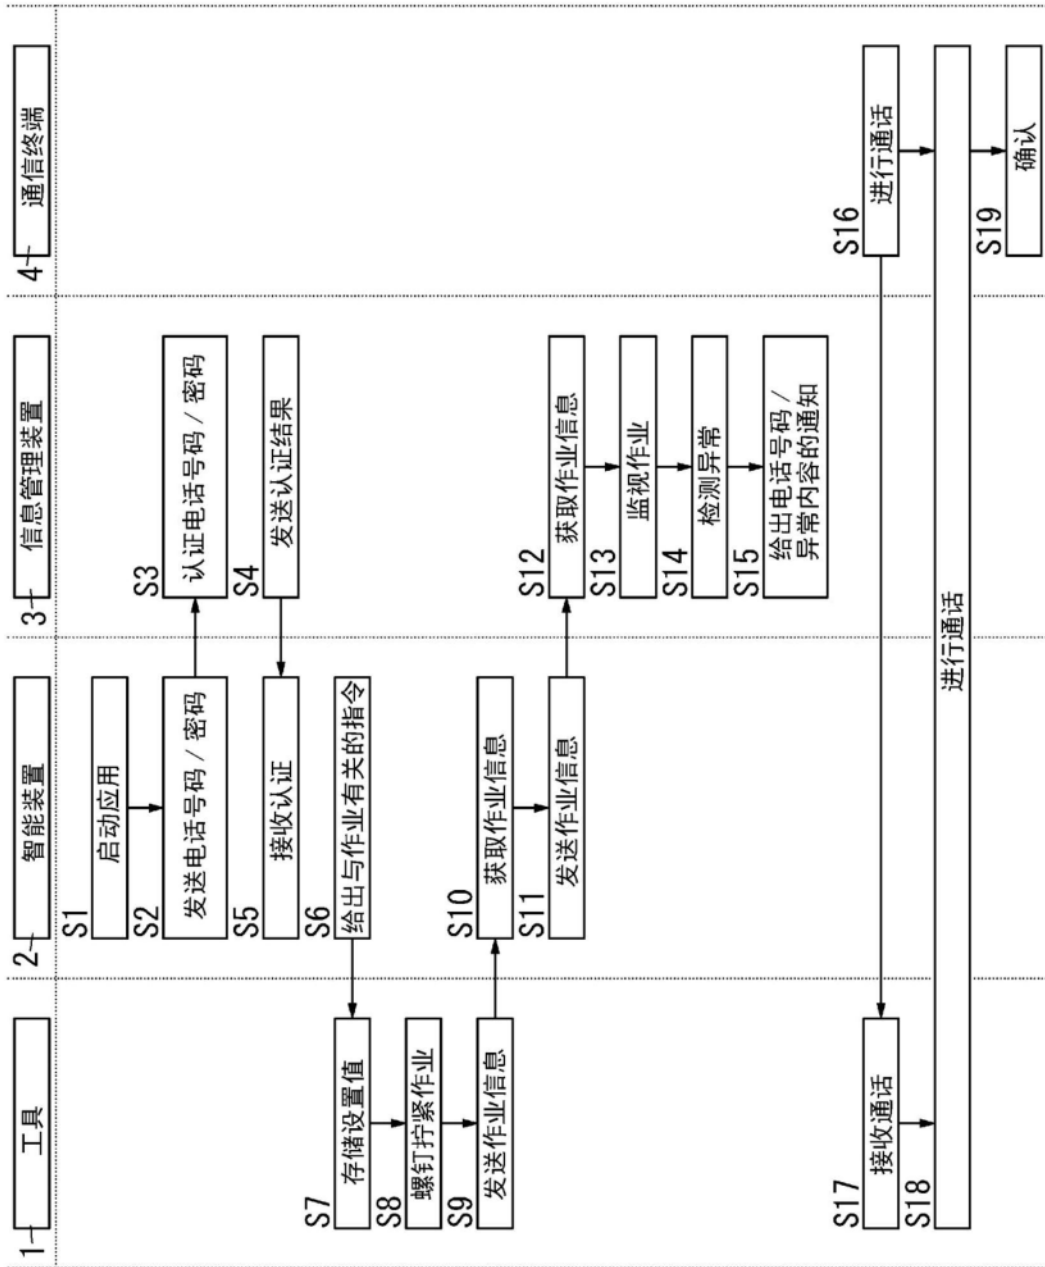 1
工具
2
智能装置
3
信息管理装置
4
通信终端
S1
启动应用
S2
发送电话号码／密码
S3
认证电话号码／密码
S4
发送认证结果
S5
接收认证
S6
给出与作业有关的指令
S7
存储设置值
S8
螺钉拧紧作业
S9
发送作业信息
S10
获取作业信息
S11
发送作业信息
S12
获取作业信息
S13
监视作业
S14
检测异常
S15
给出电话号码／
异常内容的通知
S16
进行通话
S17
接收通话
S18
进行通话
S19
确认